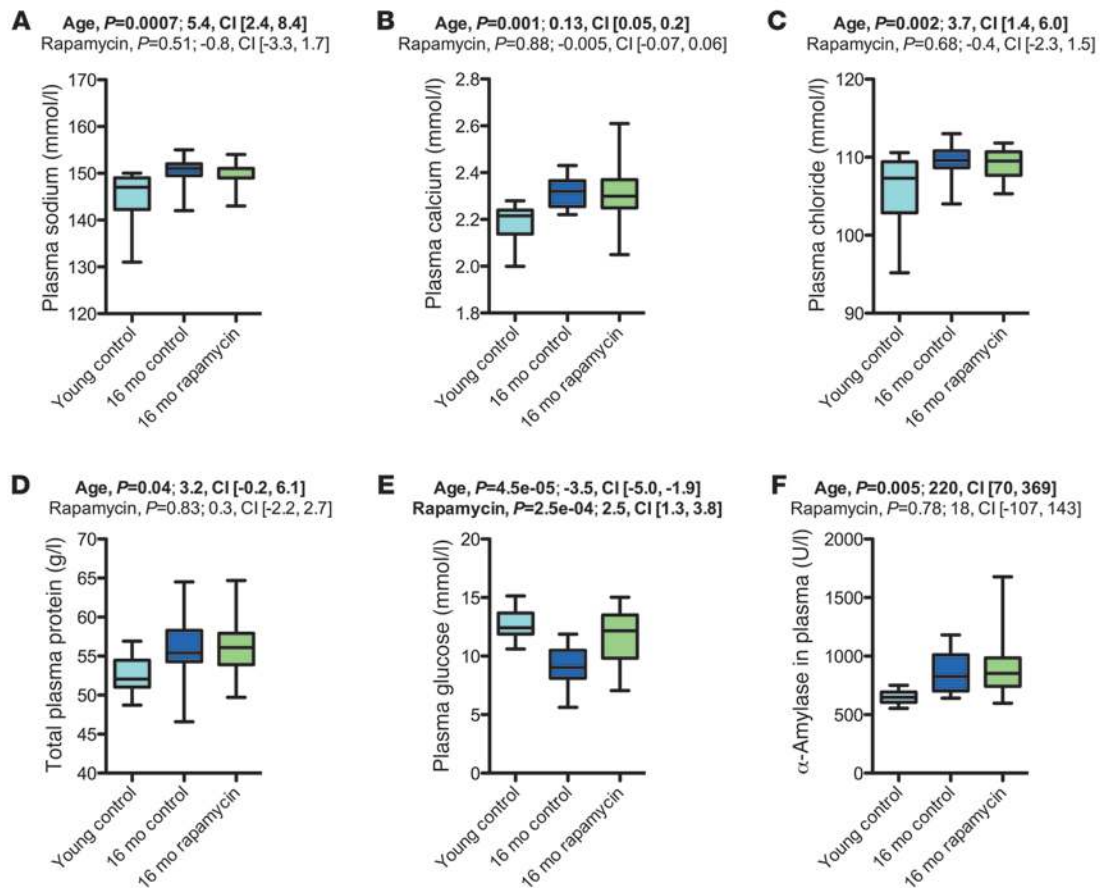 A
Age, P=0.0007; 5.4, CI [2.4, 8.4]
Rapamycin, P=0.51; -0.8, CI [-3.3, 1.7]
Plasma sodium (mmol/l)
170
160
150
140
130
120
Young control
16 mo control
16 mo rapamycin
B
Age, P=0.001; 0.13, CI [0.05, 0.2]
Rapamycin, P=0.88; -0.005, CI [-0.07, 0.06]
Plasma calcium (mmol/l)
2.8
2.6
2.4
2.2
2.0
1.8
Young control
16 mo control
16 mo rapamycin
C
Age, P=0.002; 3.7, CI [1.4, 6.0]
Rapamycin, P=0.68; -0.4, CI [-2.3, 1.5]
Plasma chloride (mmol/l)
120
110
100
90
Young control
16 mo control
16 mo rapamycin
D
Age, P=0.04; 3.2, CI [-0.2, 6.1]
Rapamycin, P=0.83; 0.3, CI [-2.2, 2.7]
Total plasma protein (g/l)
70
65
60
55
50
45
40
Young control
16 mo control
16 mo rapamycin
E
Age, P=4.5e-05; -3.5, CI [-5.0, -1.9]
Rapamycin, P=2.5e-04; 2.5, CI [1.3, 3.8]
Plasma glucose (mmol/l)
20
15
10
5
0
Young control
16 mo control
16 mo rapamycin
F
Age, P=0.005; 220, CI [70, 369]
Rapamycin, P=0.78; 18, CI [-107, 143]
α-Amylase in plasma (U/l)
2000
1500
1000
500
0
Young control
16 mo control
16 mo rapamycin